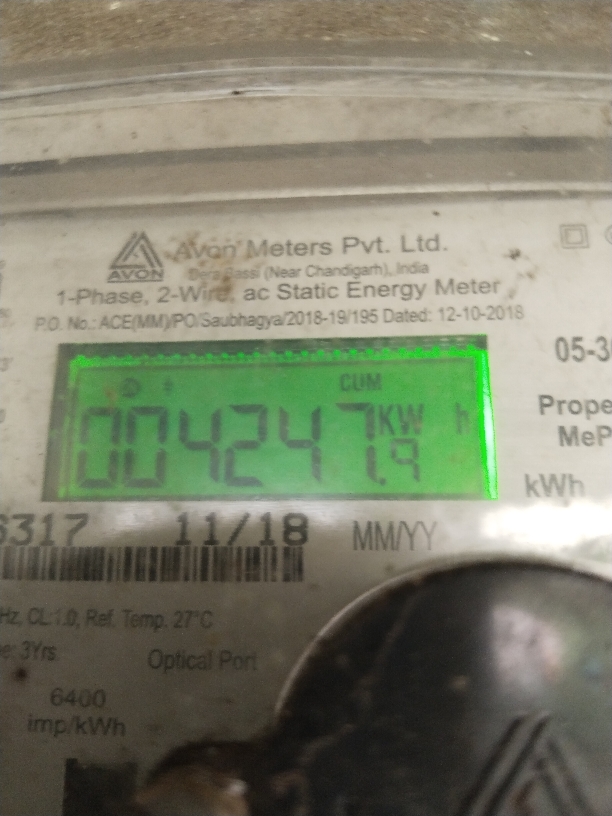 Avon Meters Pvt. Ltd.
AVON
Dera Bassi (Near Chandigarh), India
1-Phase, 2-Wire, ac Static Energy Meter
P.O. No.: ACE(MM)/PO/Saubhagya/2018-19/195 Dated: 12-10-2018
05-3
CUM
004247.9 KW h
Prope
MeP
kWh
6317 11/18 MM/YY
Hz, CL:1.0, Ref. Temp. 27°C
e: 3Yrs
Optical Port
6400
imp/kWh